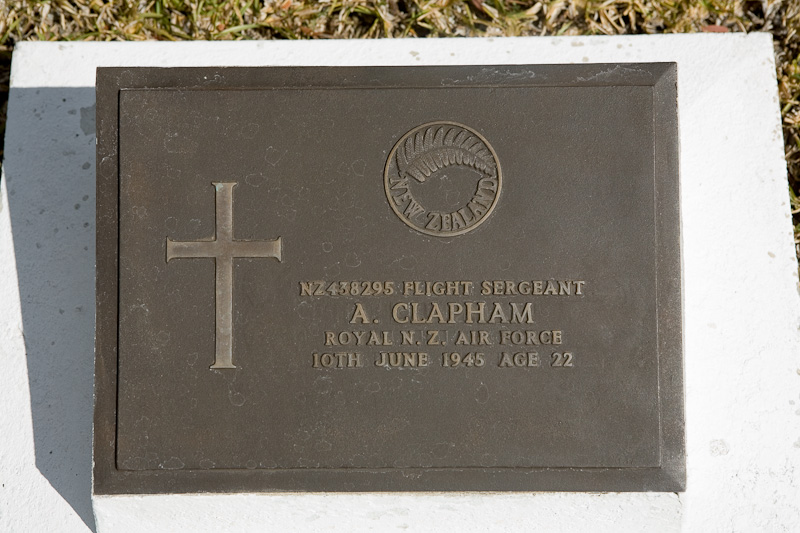 NEW ZEALAND
NZ438295 FLIGHT SERGEANT
A. CLAPHAM
ROYAL N.Z. AIR FORCE
10TH JUNE 1945 AGE 22